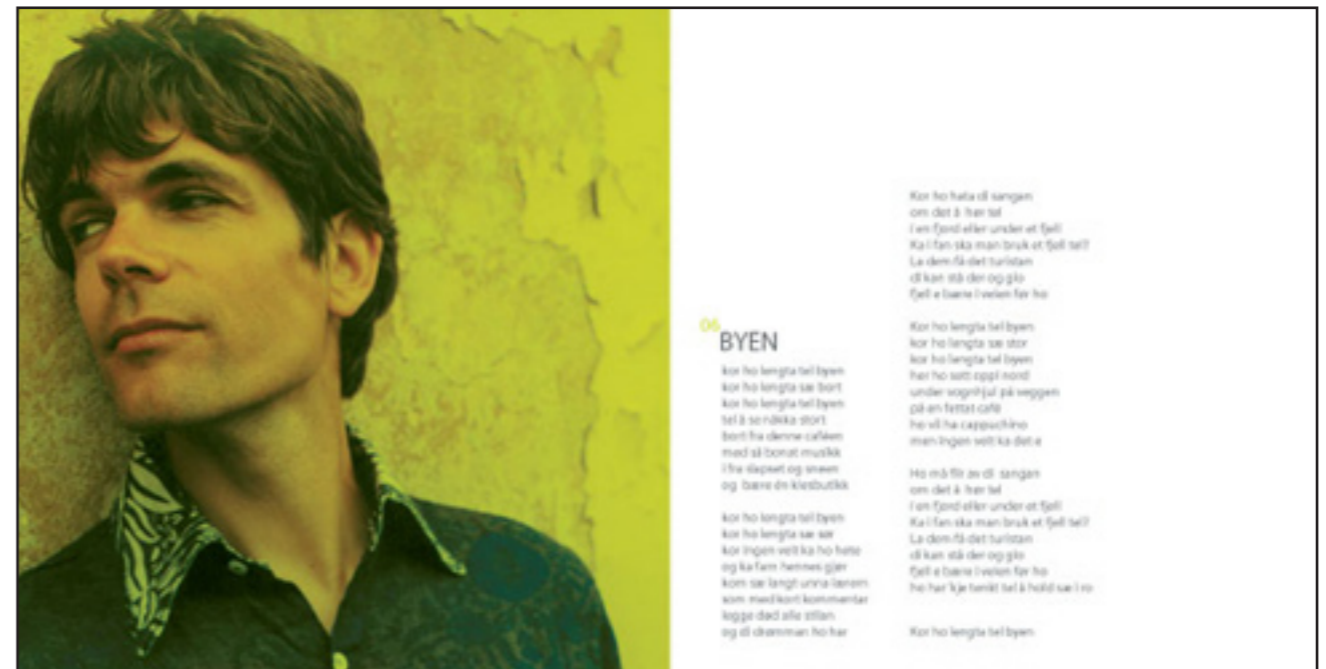 06
BYEN
kor ho lengta tel byen
kor ho lengta sæ bort
kor ho lengta tel byen
tel å se nåkka stort
bort fra denne caféen
med så bonat musikk
i fra slapset og sneen
og bære én klesbutikk
kor ho lengta tel byen
kor ho lengta sæ sør
kor ingen veit ka ho hete
og ka farn hennes gjør
kom sæ langt unna lærern
som med kort kommentar
legge død alle stilan
og di drømman ho har
Kor ho hata di sangan
om det å hør tel
i en fjord eller under et fjell
Ka i fan ska man bruk et fjell tel?
La dem få det turistan
di kan stå der og glo
fjell e bære i veien før ho
Kor ho lengta tel byen
kor ho lengta sæ stor
kor ho lengta tel byen
her ho sett oppi nord
under vognhjul på veggen
på en fettat café
ho vil ha cappuchino
men ingen veit ka det e
Ho må flir av di sangan
om det å hør tel
i en fjord eller under et fjell
Ka i fan ska man bruk et fjell tel?
La dem få det turistan
di kan stå der og glo
fjell e bære i veien før ho
ho har 'kje tenkt tel å hold sæ i ro
Kor ho lengta tel byen